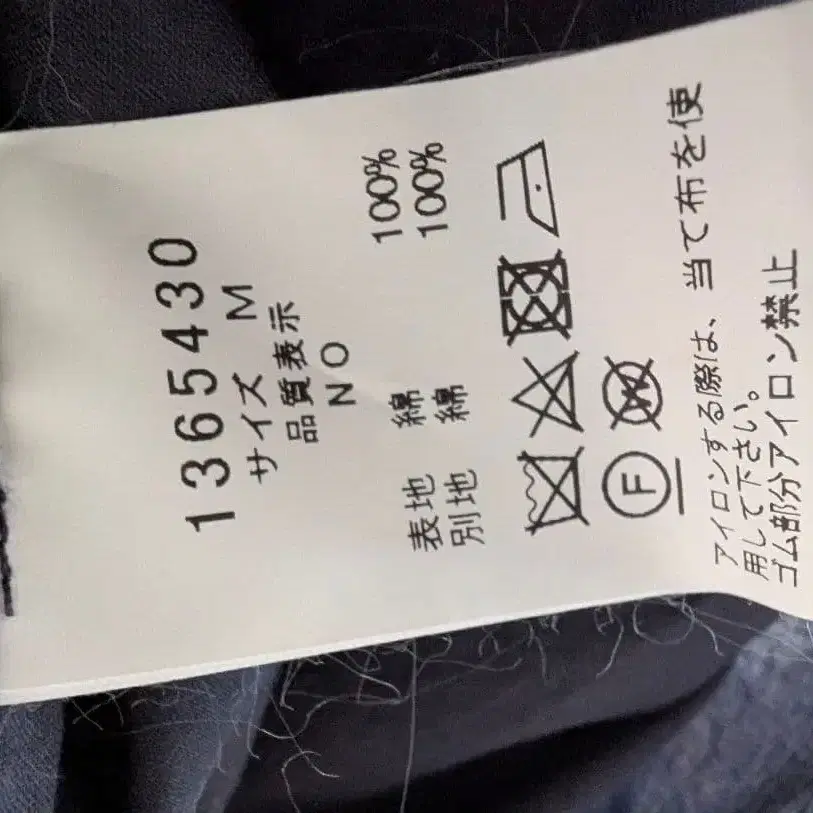 1365430
サイズ M
品質表示
NO
表地 綿 100%
別地 綿 100%
F
W
アイロンする際は、当て布を使
用して下さい。
ゴム部分アイロン禁止